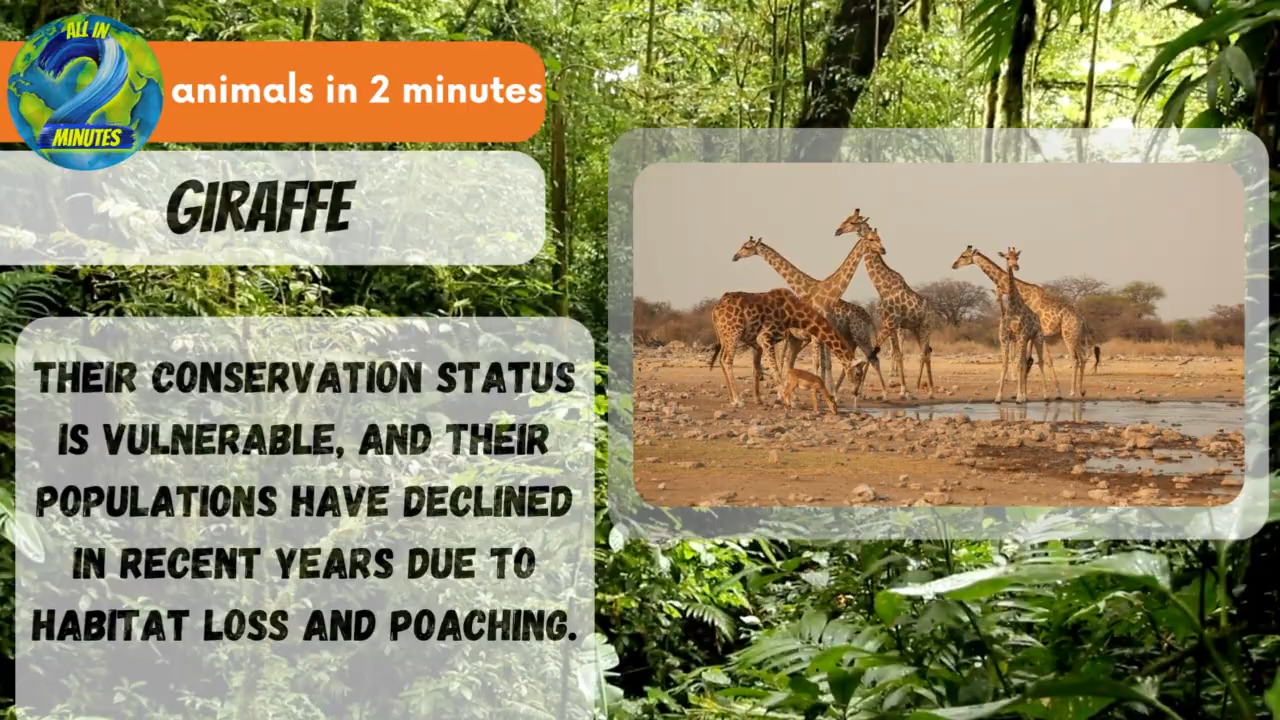 ALL IN
2
MINUTES
animals in 2 minutes
GIRAFFE
THEIR CONSERVATION STATUS
IS VULNERABLE, AND THEIR
POPULATIONS HAVE DECLINED
IN RECENT YEARS DUE TO
HABITAT LOSS AND POACHING.